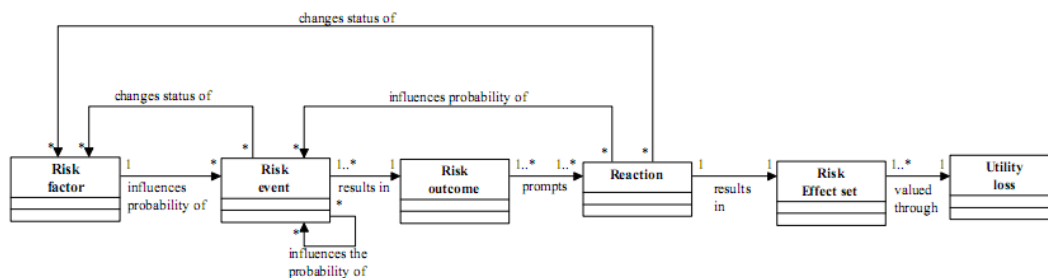 changes status of
changes status of
influences probability of
* *
*
*
* *
Risk
factor
1
influences
probability of
*
Risk
event
1..*
results in
1
*
*
influences the
probability of
Risk
outcome
1..*
prompts
1..*
Reaction
1
results
in
1
Risk
Effect set
1..*
valued
through
1
Utility
loss